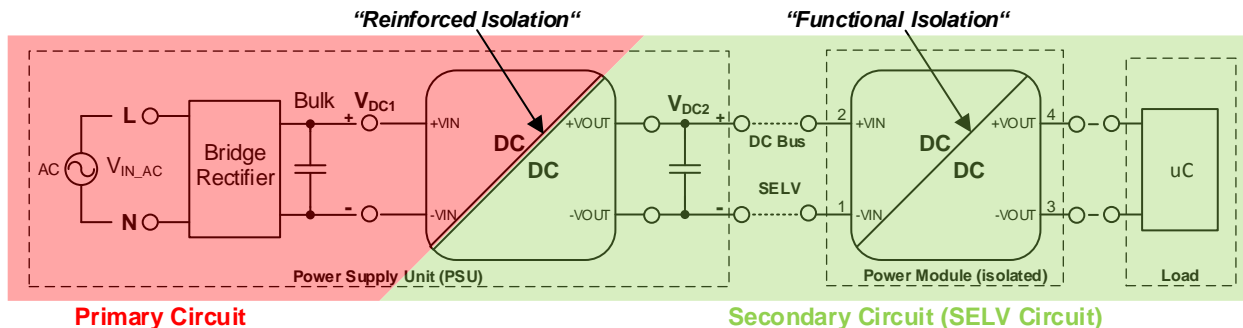 “Reinforced Isolation“
“Functional Isolation“
L
Bulk
+
VDC1
+VIN
DC
+VOUT
VDC2
+
DC Bus
2
+VIN
DC
+VOUT
4
AC
VIN_AC
Bridge
Rectifier
DC
DC
uC
SELV
N
-
-VIN
-VOUT
-
1
-VIN
-VOUT
3
Power Supply Unit (PSU)
Power Module (isolated)
Load
Primary Circuit
Secondary Circuit (SELV Circuit)